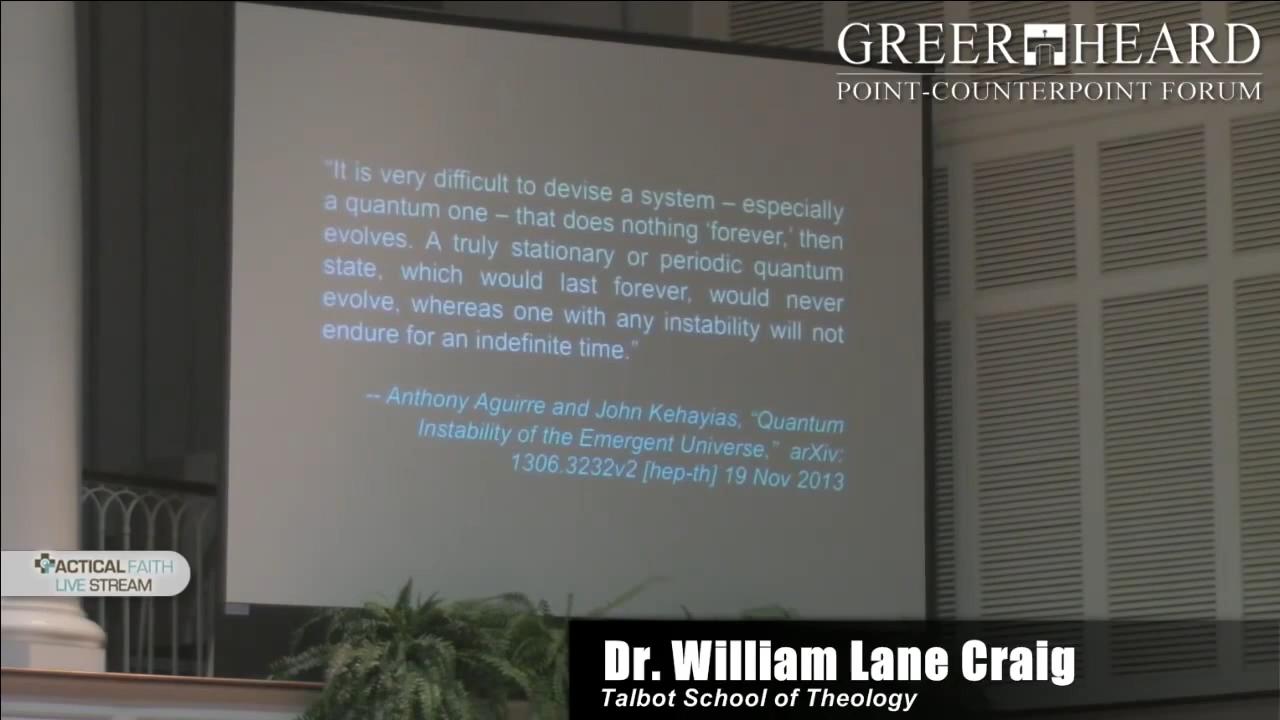 GREER HEARD
POINT-COUNTERPOINT FORUM
"It is very difficult to devise a system – especially
a quantum one – that does nothing 'forever,' then
evolves. A truly stationary or periodic quantum
state, which would last forever, would never
evolve, whereas one with any instability will not
endure for an indefinite time."
-- Anthony Aguirre and John Kehayias, "Quantum
Instability of the Emergent Universe," arXiv:
1306.3232v2 [hep-th] 19 Nov 2013
TACTICAL FAITH
LIVE STREAM
Dr. William Lane Craig
Talbot School of Theology